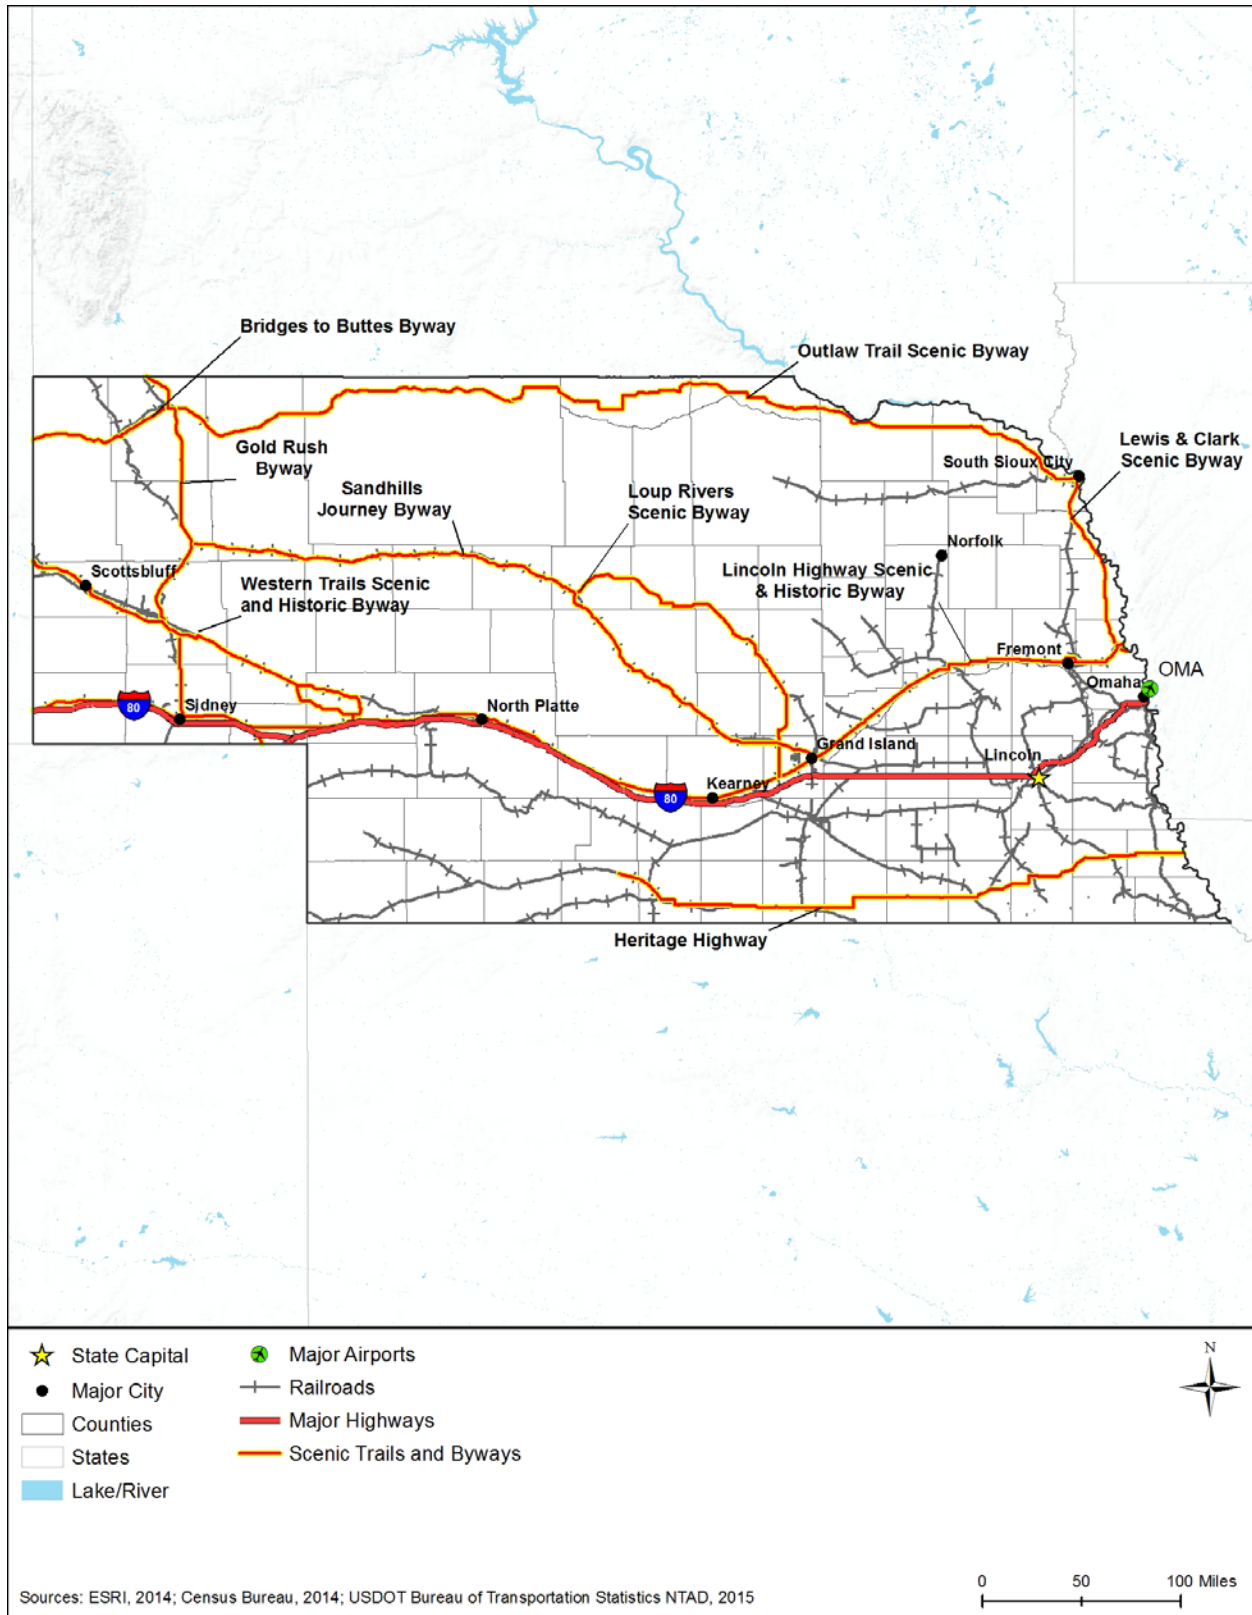 Bridges to Buttes Byway
Outlaw Trail Scenic Byway
Gold Rush
Byway
Lewis & Clark
Scenic Byway
South Sioux City
Sandhills
Journey Byway
Loup Rivers
Scenic Byway
Norfolk
Scottsbluff
Western Trails Scenic
and Historic Byway
Lincoln Highway Scenic
& Historic Byway
Fremont
OMA
Omaha
80
Sidney
North Platte
Grand Island
Lincoln
Kearney
80
Heritage Highway
State Capital
Major City
Counties
States
Lake/River
Major Airports
Railroads
Major Highways
Scenic Trails and Byways
N
Sources: ESRI, 2014; Census Bureau, 2014; USDOT Bureau of Transportation Statistics NTAD, 2015
0 50 100 Miles